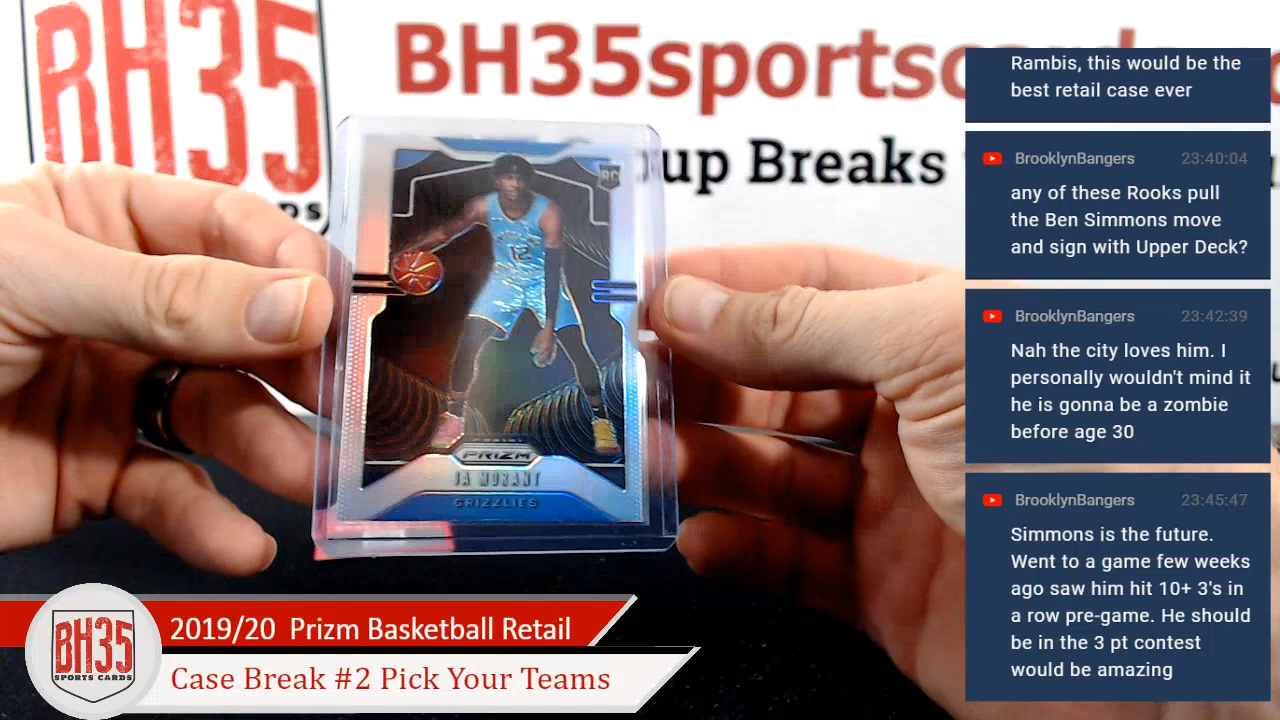 BH35
CARDS
BH35sportscards
up Breaks
RC
12
PRIZM
JA MORANT
GRIZZLIES
Rambis, this would be the
best retail case ever
BrooklynBangers 23:40:04
any of these Rooks pull
the Ben Simmons move
and sign with Upper Deck?
BrooklynBangers 23:42:39
Nah the city loves him. I
personally wouldn't mind it
he is gonna be a zombie
before age 30
BrooklynBangers 23:45:47
Simmons is the future.
Went to a game few weeks
ago saw him hit 10+ 3's in
a row pre-game. He should
be in the 3 pt contest
would be amazing
BH35
SPORTS CARDS
2019/20 Prizm Basketball Retail
Case Break #2 Pick Your Teams